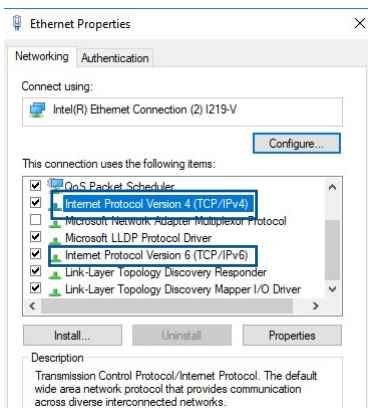 Ethernet Properties
Networking Authentication
Connect using:
Intel(R) Ethernet Connection (2) I219-V
Configure...
This connection uses the following items:
QoS Packet Scheduler
Internet Protocol Version 4 (TCP/IPv4)
Microsoft Network Adapter Multiplexor Protocol
Microsoft LLDP Protocol Driver
Internet Protocol Version 6 (TCP/IPv6)
Link-Layer Topology Discovery Responder
Link-Layer Topology Discovery Mapper I/O Driver
Install... Uninstall Properties
Description
Transmission Control Protocol/Internet Protocol. The default
wide area network protocol that provides communication
across diverse interconnected networks.